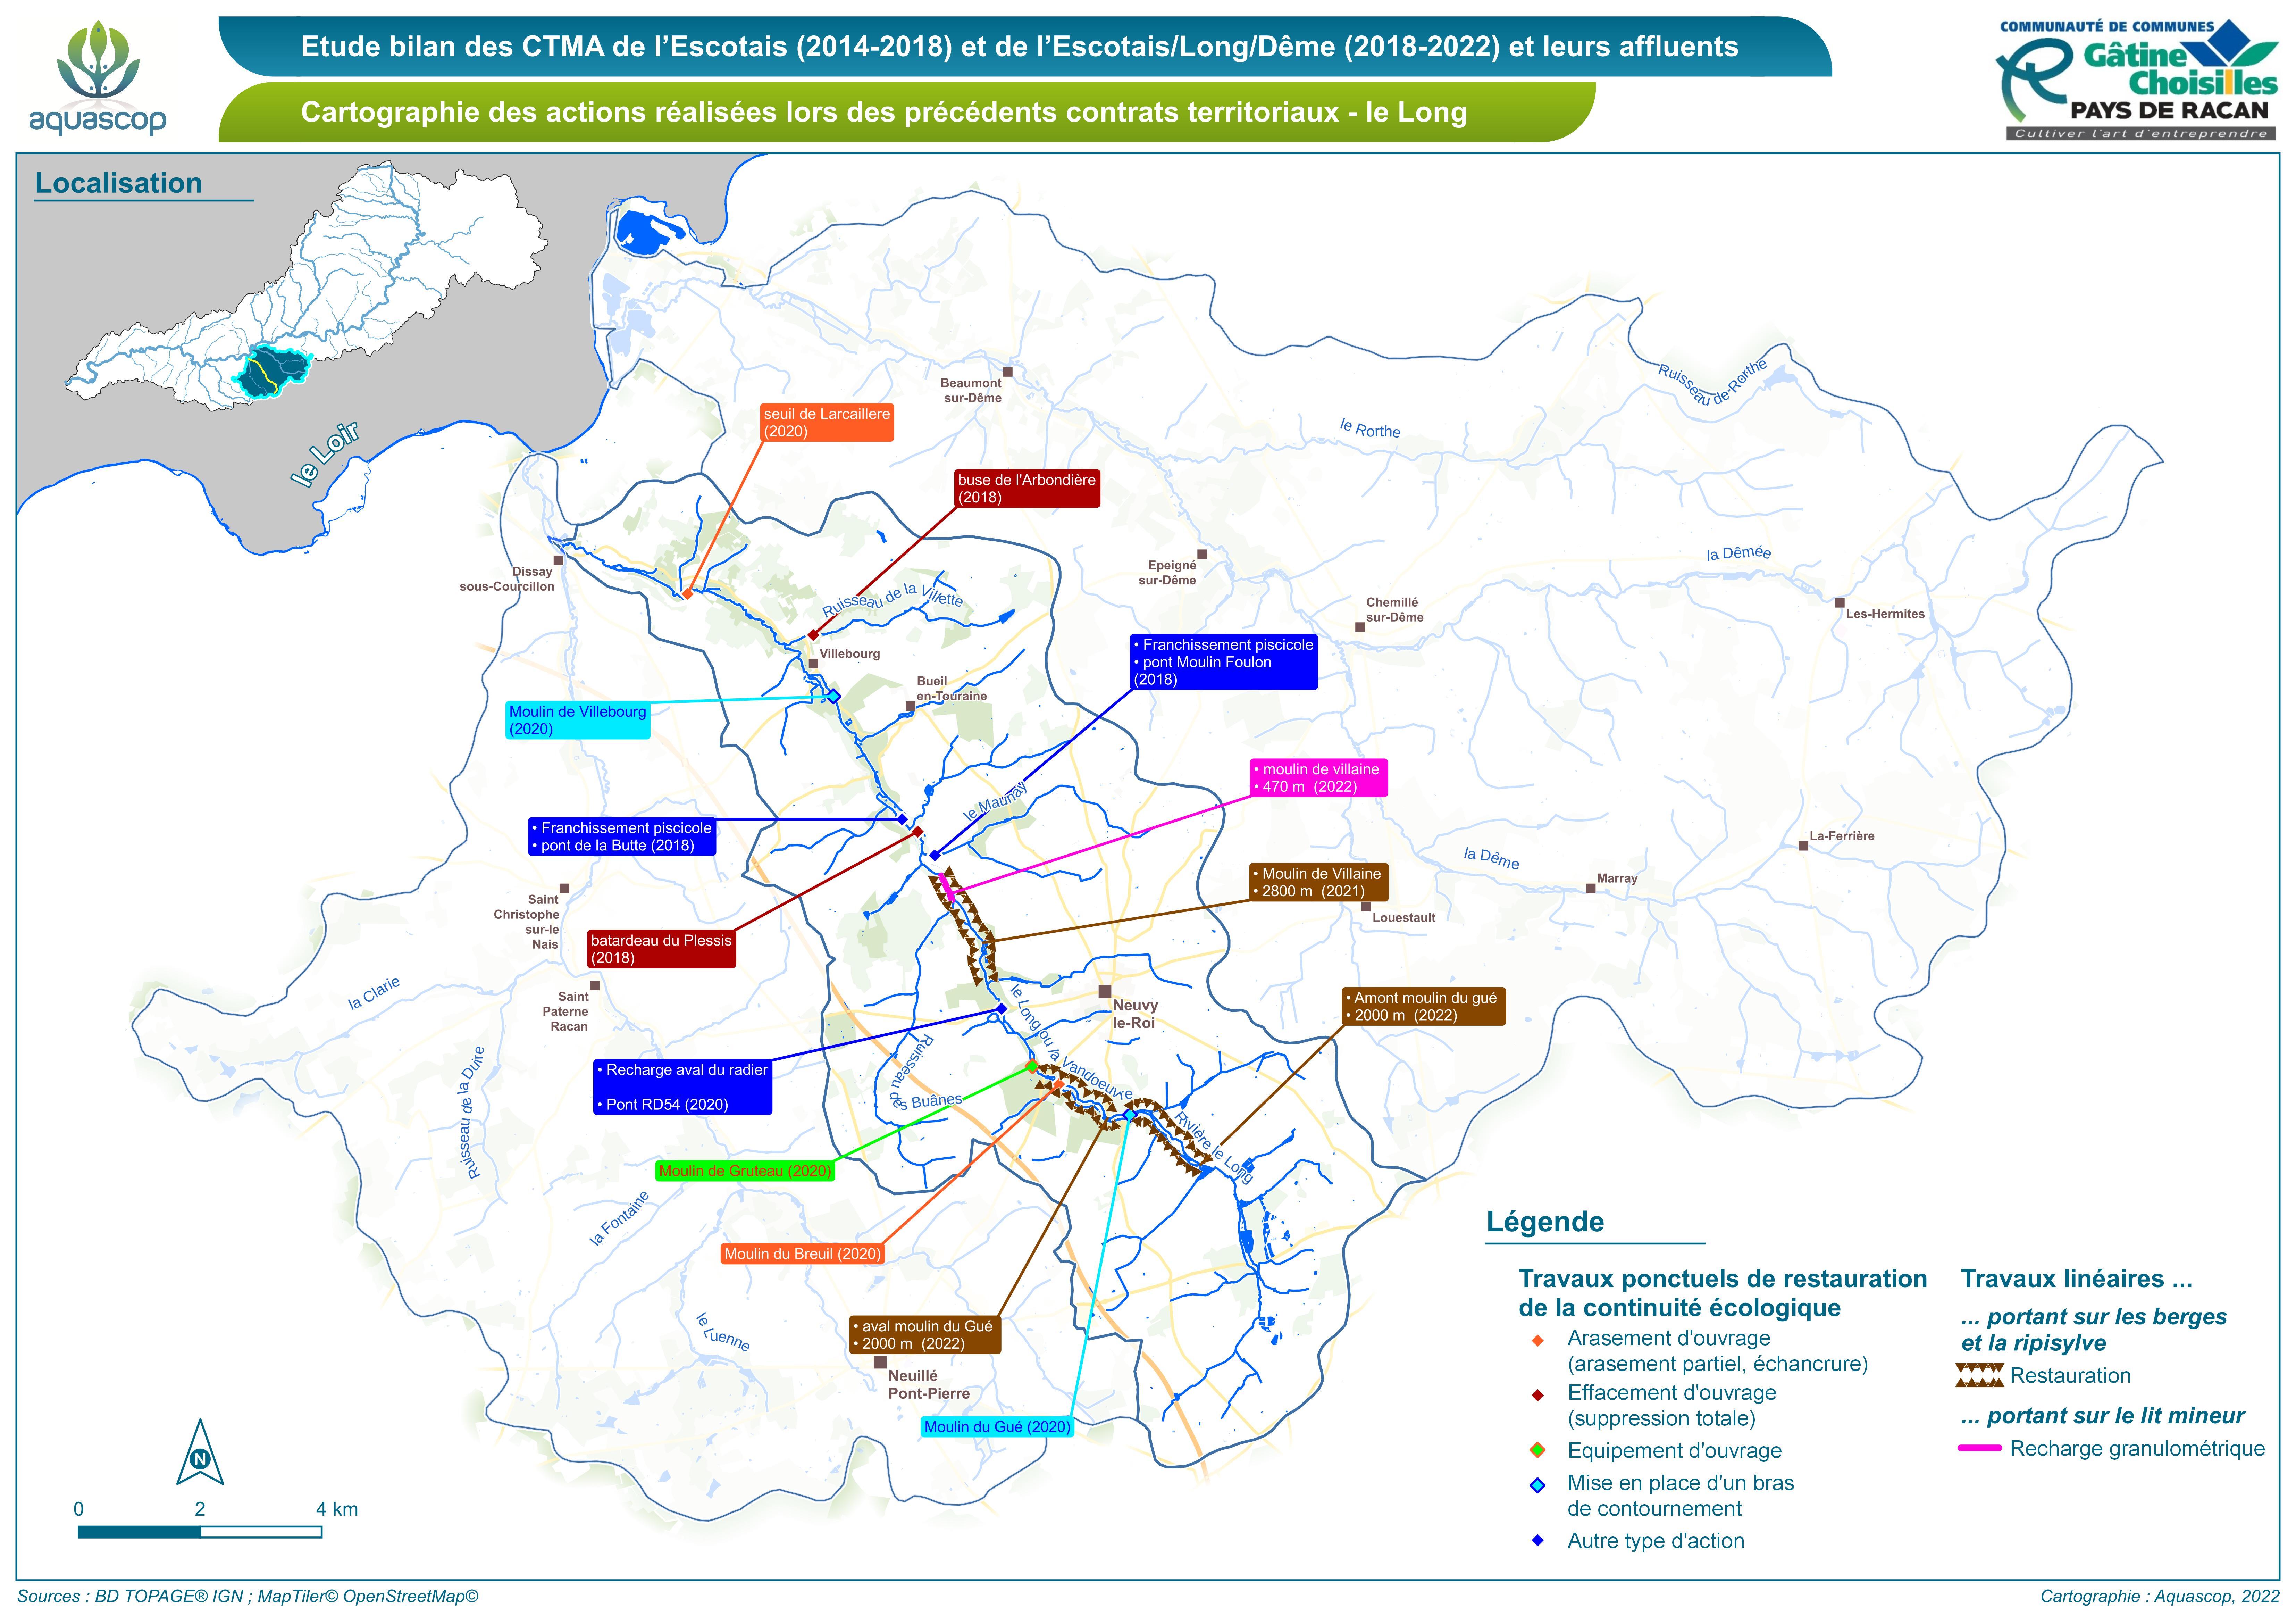 Etude bilan des CTMA de l’Escotais (2014-2018) et de l’Escotais/Long/Dême (2018-2022) et leurs affluents
Cartographie des actions réalisées lors des précédents contrats territoriaux - le Long
aquascop
COMMUNAUTÉ DE COMMUNES
Gâtine
Choisilles
PAYS DE RACAN
Cultiver l'art d'entreprendre
Localisation
le Loir
Beaumont
sur-Dême
Ruisseau de-Rorthe
le Rorthe
seuil de Larcaillere
(2020)
buse de l'Arbondière
(2018)
Dissay
sous-Courcillon
Epeigné
sur-Dême
la Dêmée
Ruisseau de la Villette
Chemillé
sur-Dême
Les-Hermites
Villebourg
• Franchissement piscicole
• pont Moulin Foulon
(2018)
Bueil
en-Touraine
Moulin de Villebourg
(2020)
• moulin de villaine
• 470 m (2022)
le Maunay
• Franchissement piscicole
• pont de la Butte (2018)
La-Ferrière
la Dême
Marray
• Moulin de Villaine
• 2800 m (2021)
Louestault
Saint
Christophe
sur-le
Nais
batardeau du Plessis
(2018)
la Clarie
Saint
Paterne
Racan
Neuvy
le-Roi
le Long ou la Vandoeuvre
• Amont moulin du gué
• 2000 m (2022)
Ruisseau de la Duire
• Recharge aval du radier
• Pont RD54 (2020)
Ruisseau des Buânes
Rivière le Long
Moulin de Gruteau (2020)
la Fontaine
Moulin du Breuil (2020)
le Luenne
• aval moulin du Gué
• 2000 m (2022)
Neuillé
Pont-Pierre
Moulin du Gué (2020)
Légende
Travaux ponctuels de restauration
de la continuité écologique
Arasement d'ouvrage
(arasement partiel, échancrure)
Effacement d'ouvrage
(suppression totale)
Equipement d'ouvrage
Mise en place d'un bras
de contournement
Autre type d'action
Travaux linéaires ...
... portant sur les berges
et la ripisylve
Restauration
... portant sur le lit mineur
Recharge granulométrique
N
0 2 4 km
Sources : BD TOPAGE® IGN ; MapTiler© OpenStreetMap©
Cartographie : Aquascop, 2022